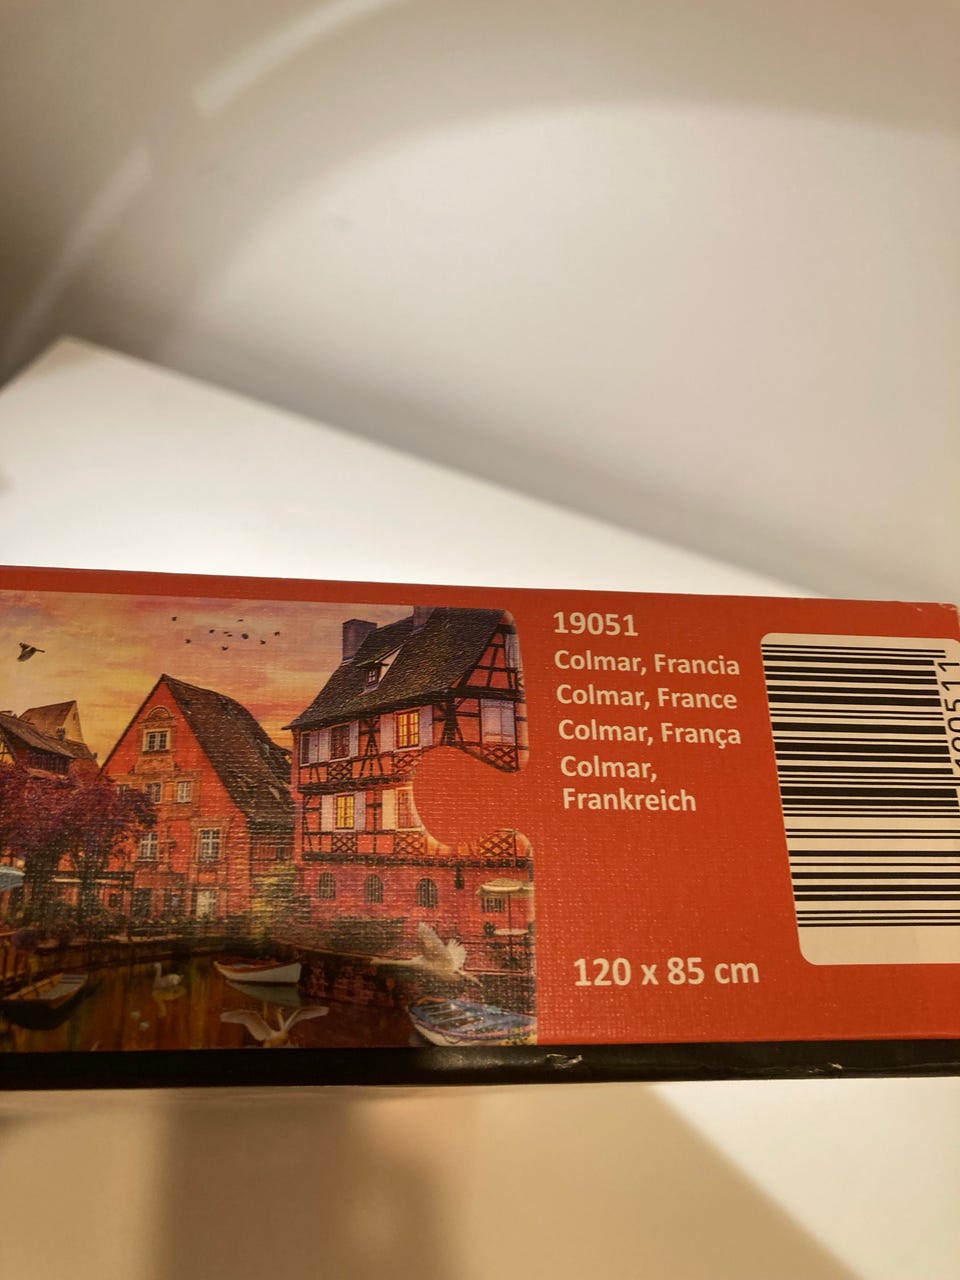 19051
Colmar, Francia
Colmar, France
Colmar, França
Colmar,
Frankreich
120 x 85 cm